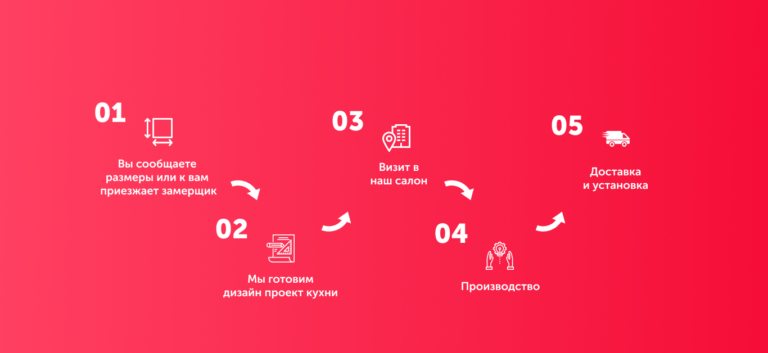 01
Вы сообщаете
размеры или к вам
приезжает замерщик
02
Мы готовим
дизайн проект кухни
03
Визит в
наш салон
04
Производство
05
Доставка
и установка